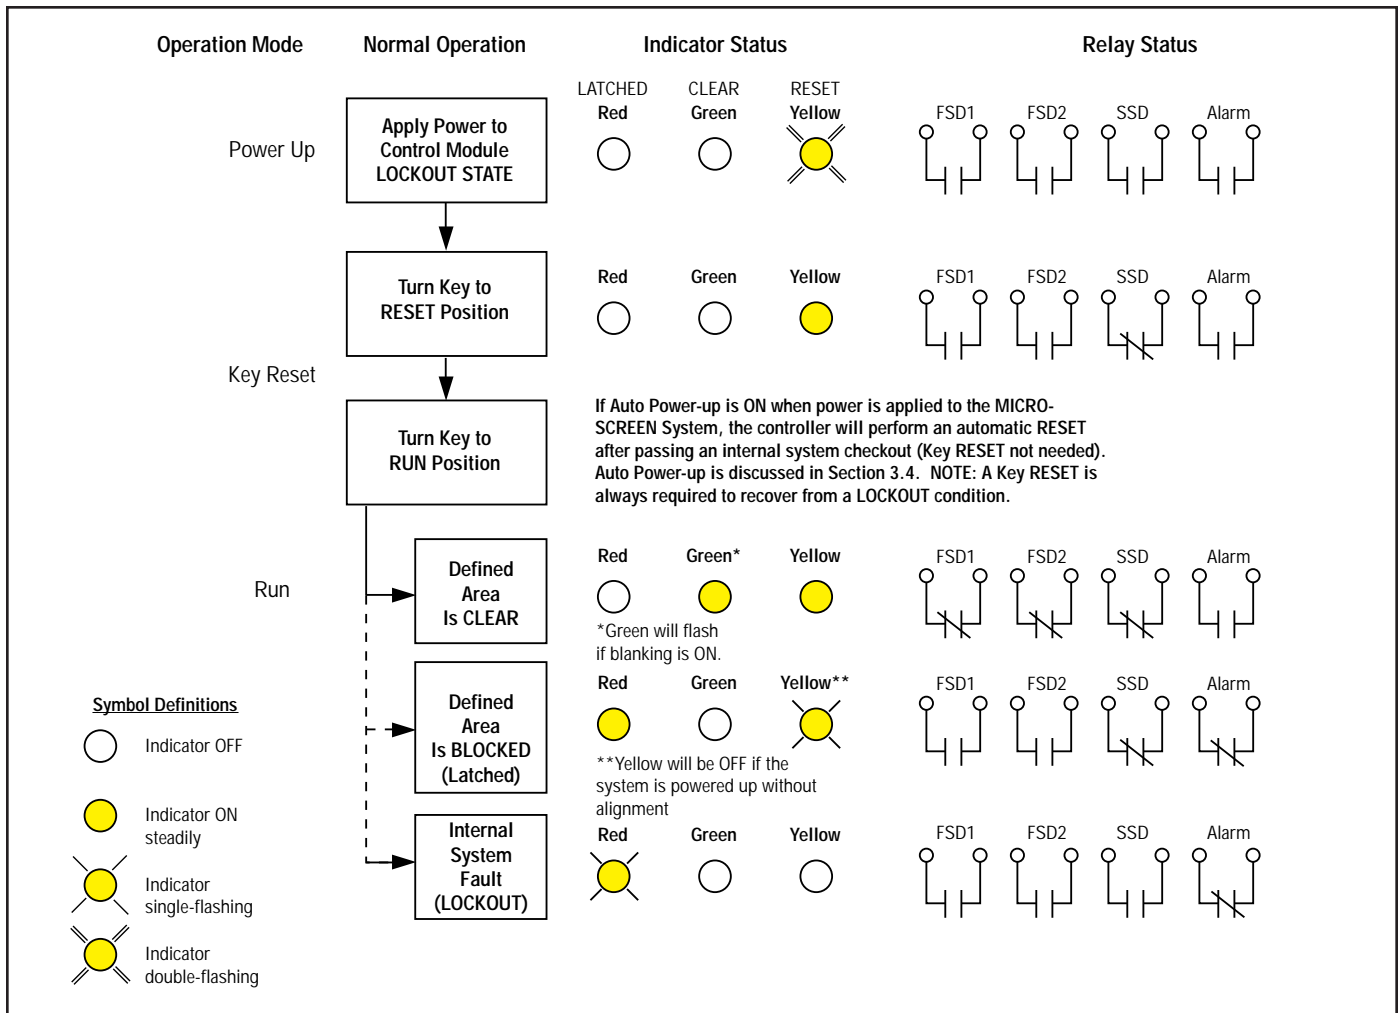 Operation Mode
Normal Operation
Indicator Status
Relay Status
LATCHED
CLEAR
RESET
Power Up
Apply Power to
Control Module
LOCKOUT STATE
Red
Green
Yellow
FSD1
FSD2
SSD
Alarm
Turn Key to
RESET Position
Red
Green
Yellow
FSD1
FSD2
SSD
Alarm
Key Reset
Turn Key to
RUN Position
If Auto Power-up is ON when power is applied to the MICRO-
SCREEN System, the controller will perform an automatic RESET
after passing an internal system checkout (Key RESET not needed).
Auto Power-up is discussed in Section 3.4. NOTE: A Key RESET is
always required to recover from a LOCKOUT condition.
Run
Defined
Area
Is CLEAR
Red
Green*
Yellow
*Green will flash
if blanking is ON.
FSD1
FSD2
SSD
Alarm
Defined
Area
Is BLOCKED
(Latched)
Red
Green
Yellow**
**Yellow will be OFF if the
system is powered up without
alignment
FSD1
FSD2
SSD
Alarm
Internal
System
Fault
(LOCKOUT)
Red
Green
Yellow
FSD1
FSD2
SSD
Alarm
Symbol Definitions
Indicator OFF
Indicator ON
steadily
Indicator
single-flashing
Indicator
double-flashing